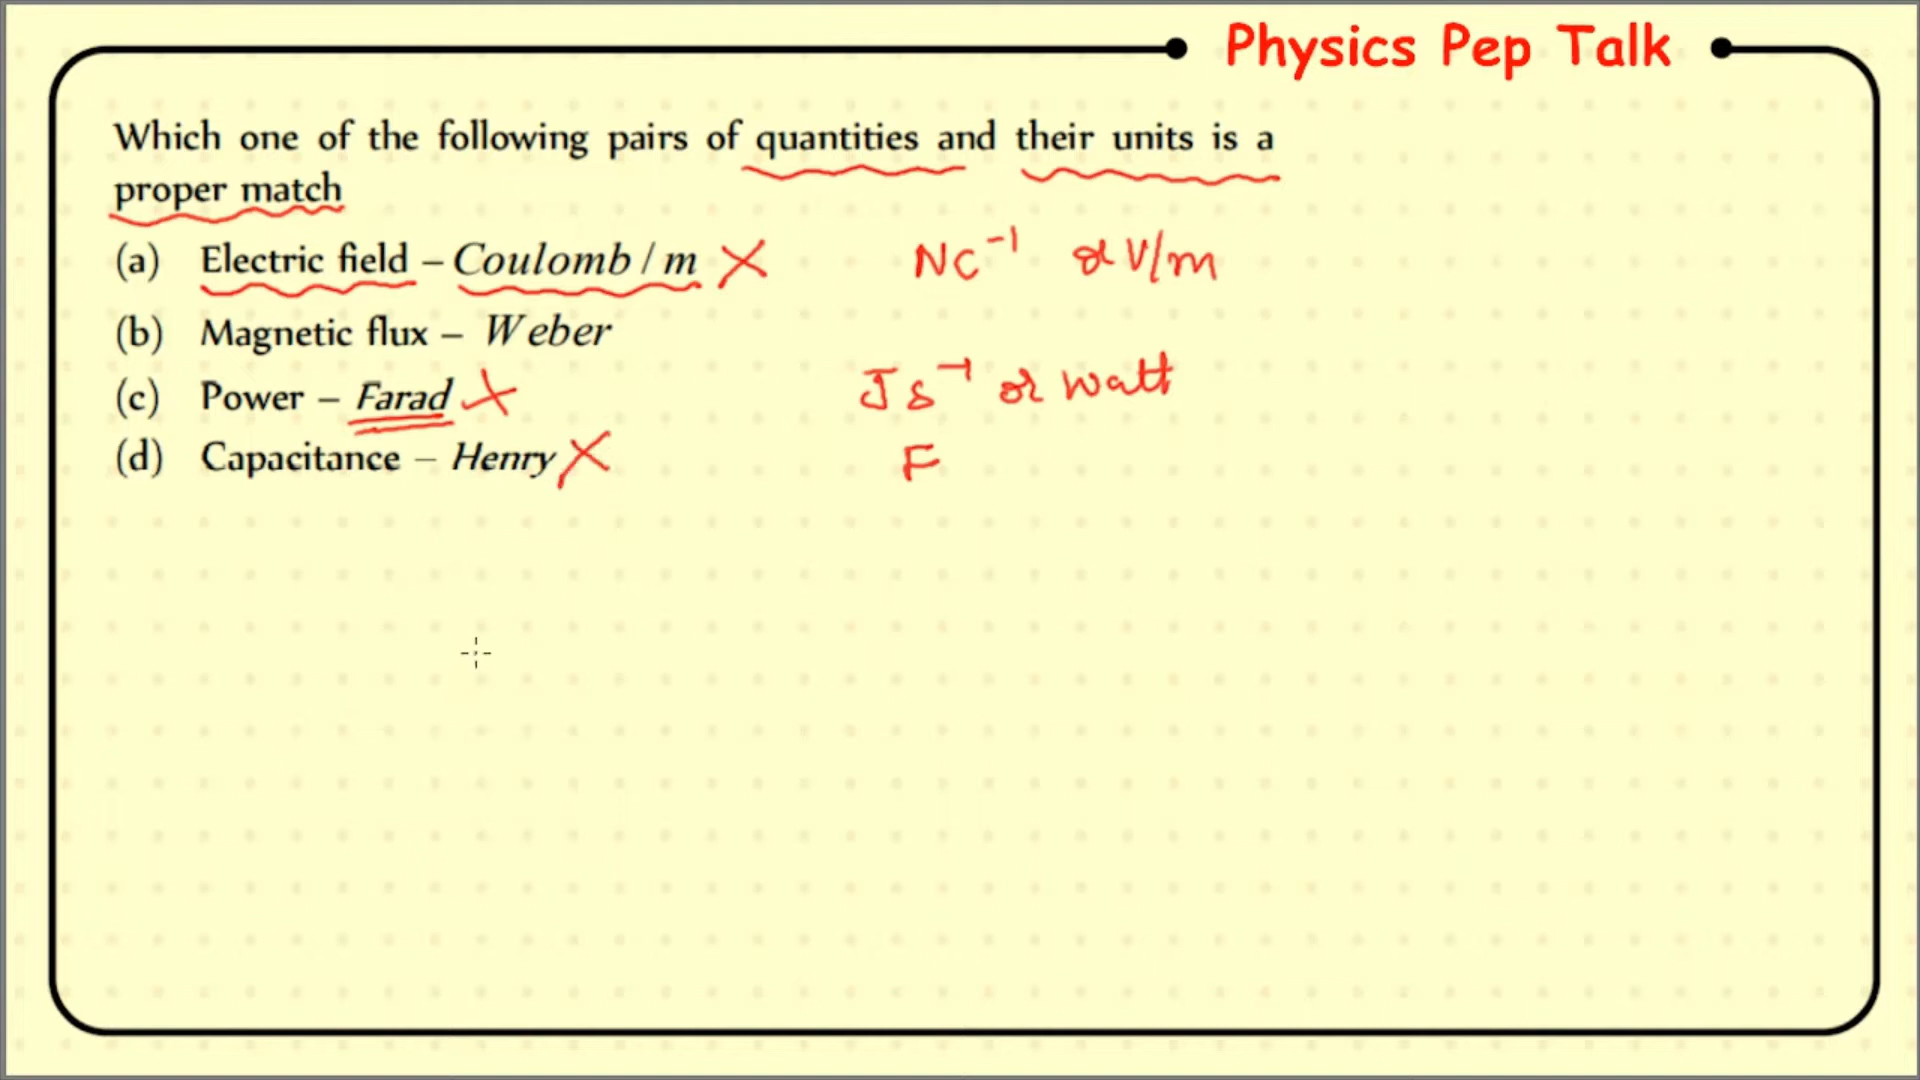 Physics Pep Talk
Which one of the following pairs of quantities and their units is a
proper match
(a) Electric field – Coulomb / m X NC⁻¹ or V/m
(b) Magnetic flux – Weber
(c) Power – Farad X JS⁻¹ or watt
(d) Capacitance – Henry X F